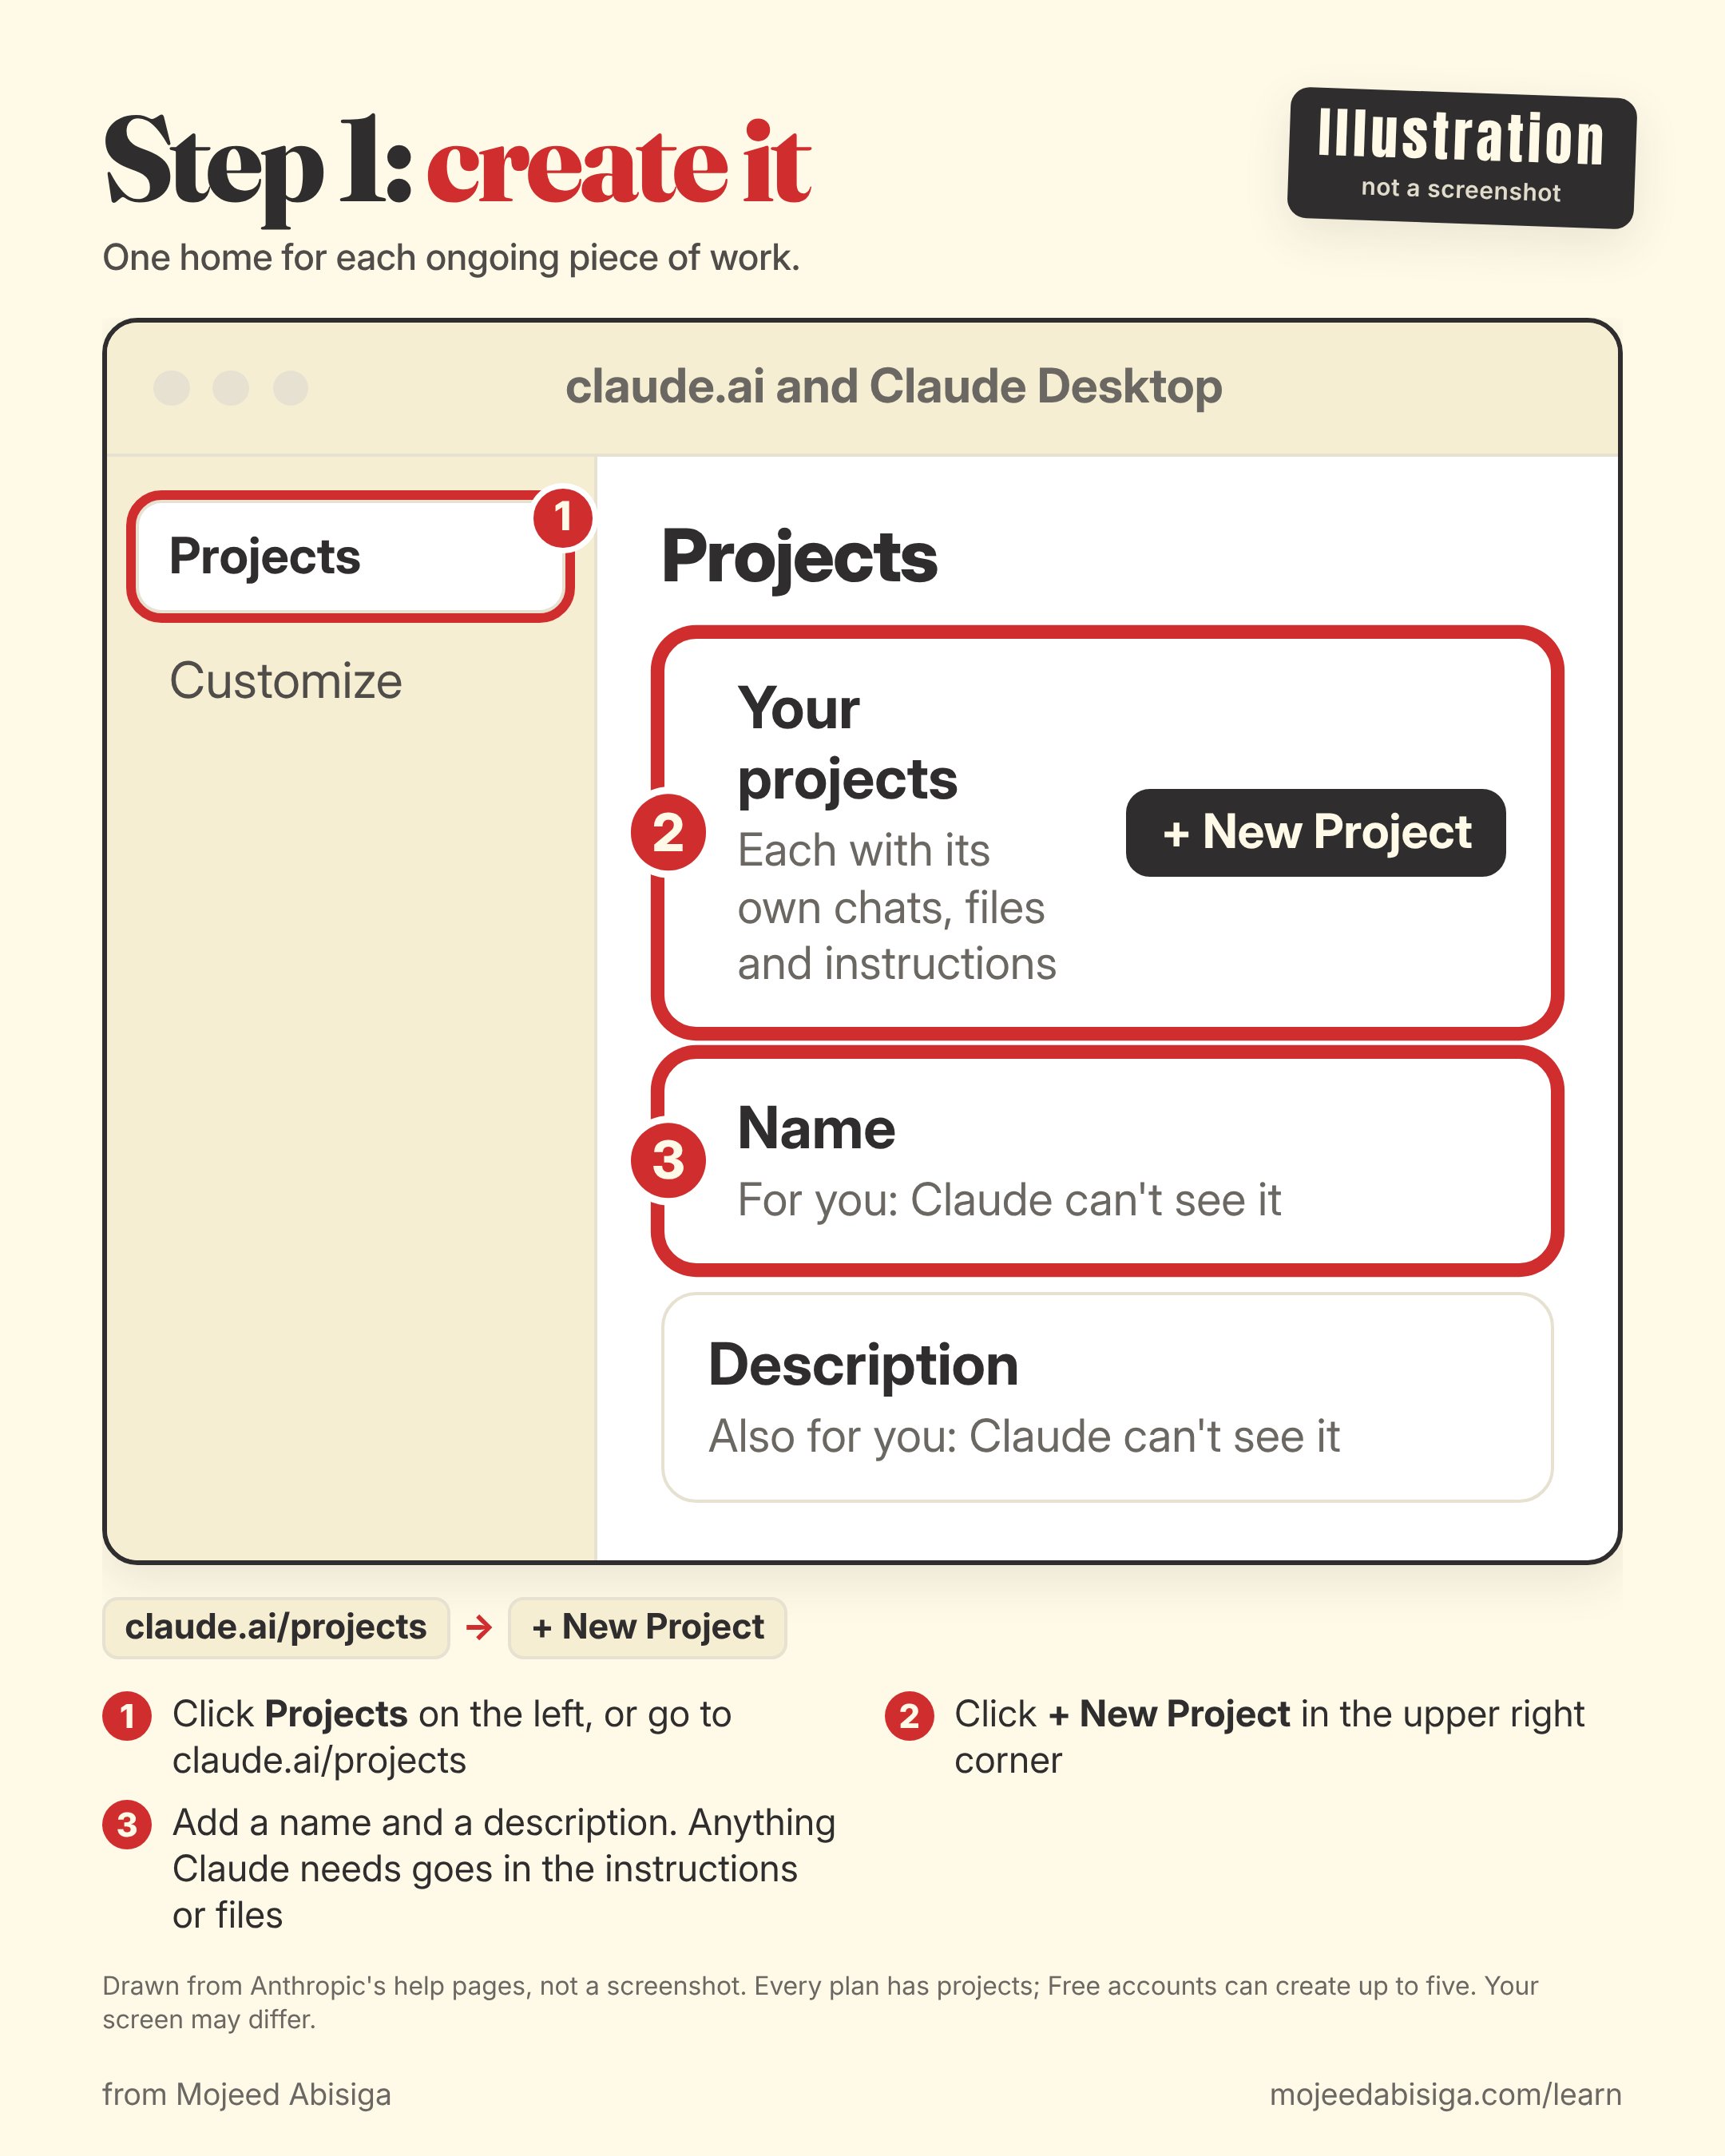 Step 1: create it
One home for each ongoing piece of work.
Illustration
not a screenshot
claude.ai and Claude Desktop
Projects
1
Customize
Projects
Your
projects
Each with its
own chats, files
and instructions
2
+ New Project
Name
For you: Claude can't see it
3
Description
Also for you: Claude can't see it
claude.ai/projects → + New Project
1 Click Projects on the left, or go to
claude.ai/projects
2 Click + New Project in the upper right
corner
3 Add a name and a description. Anything
Claude needs goes in the instructions
or files
Drawn from Anthropic's help pages, not a screenshot. Every plan has projects; Free accounts can create up to five. Your
screen may differ.
from Mojeed Abisiga
mojeedabisiga.com/learn